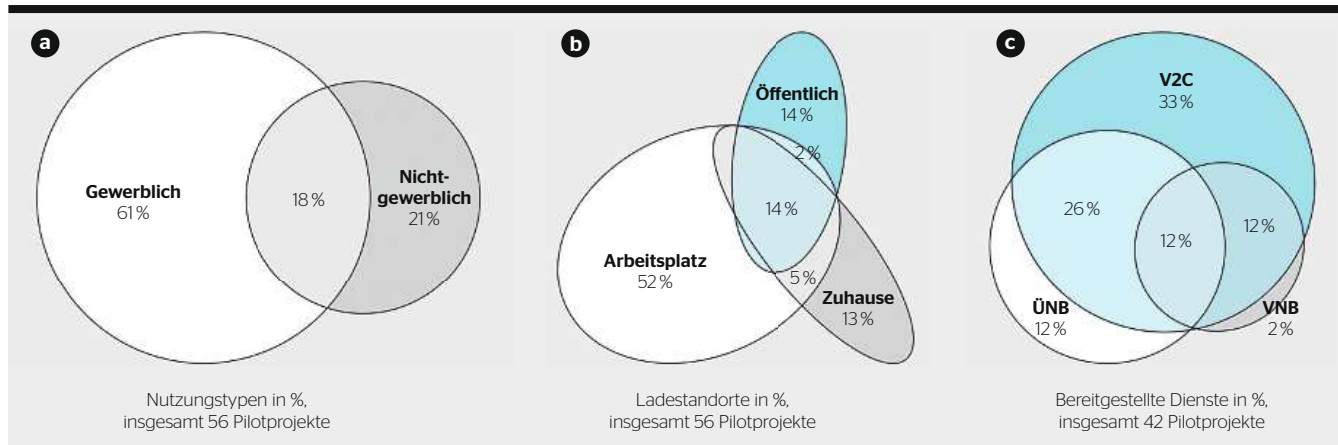 a
Gewerblich
61 %
18 %
Nicht-
gewerblich
21 %
Nutzungstypen in %,
insgesamt 56 Pilotprojekte
b
Öffentlich
14 %
2 %
14 %
Arbeitsplatz
52 %
5 %
Zuhause
13 %
Ladestandorte in %,
insgesamt 56 Pilotprojekte
c
V2C
33 %
26 %
12 %
12 %
ÜNB
12 %
VNB
2 %
Bereitgestellte Dienste in %,
insgesamt 42 Pilotprojekte